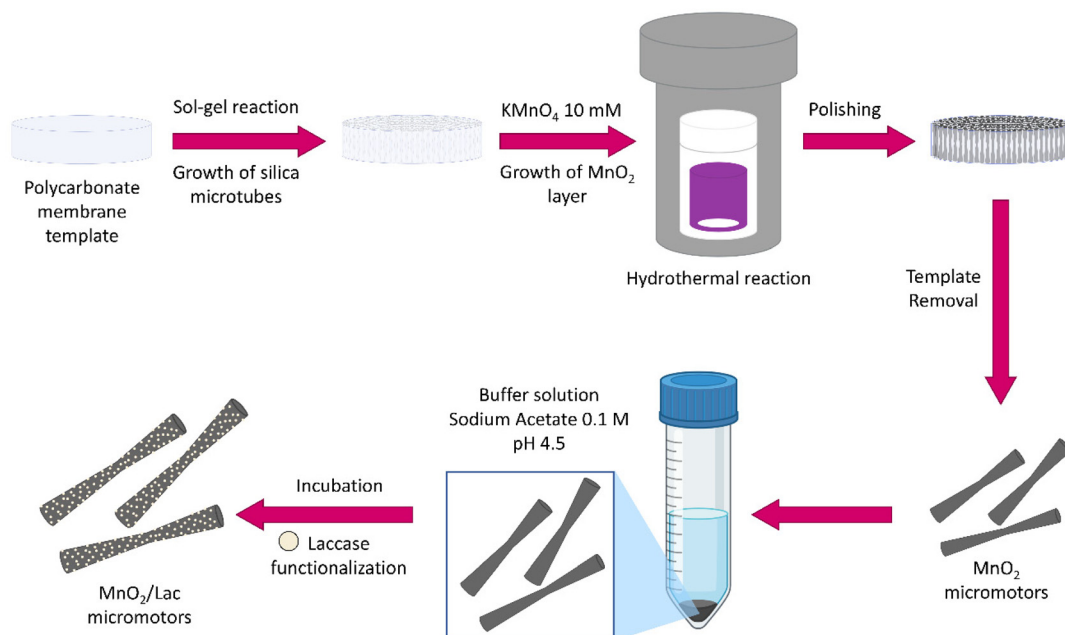 Polycarbonate
membrane
template
Sol-gel reaction
Growth of silica
microtubes
KMnO₄ 10 mM
Growth of MnO₂
layer
Hydrothermal reaction
Polishing
Template
Removal
MnO₂
micromotors
Buffer solution
Sodium Acetate 0.1 M
pH 4.5
Incubation
Laccase
functionalization
MnO₂/Lac
micromotors